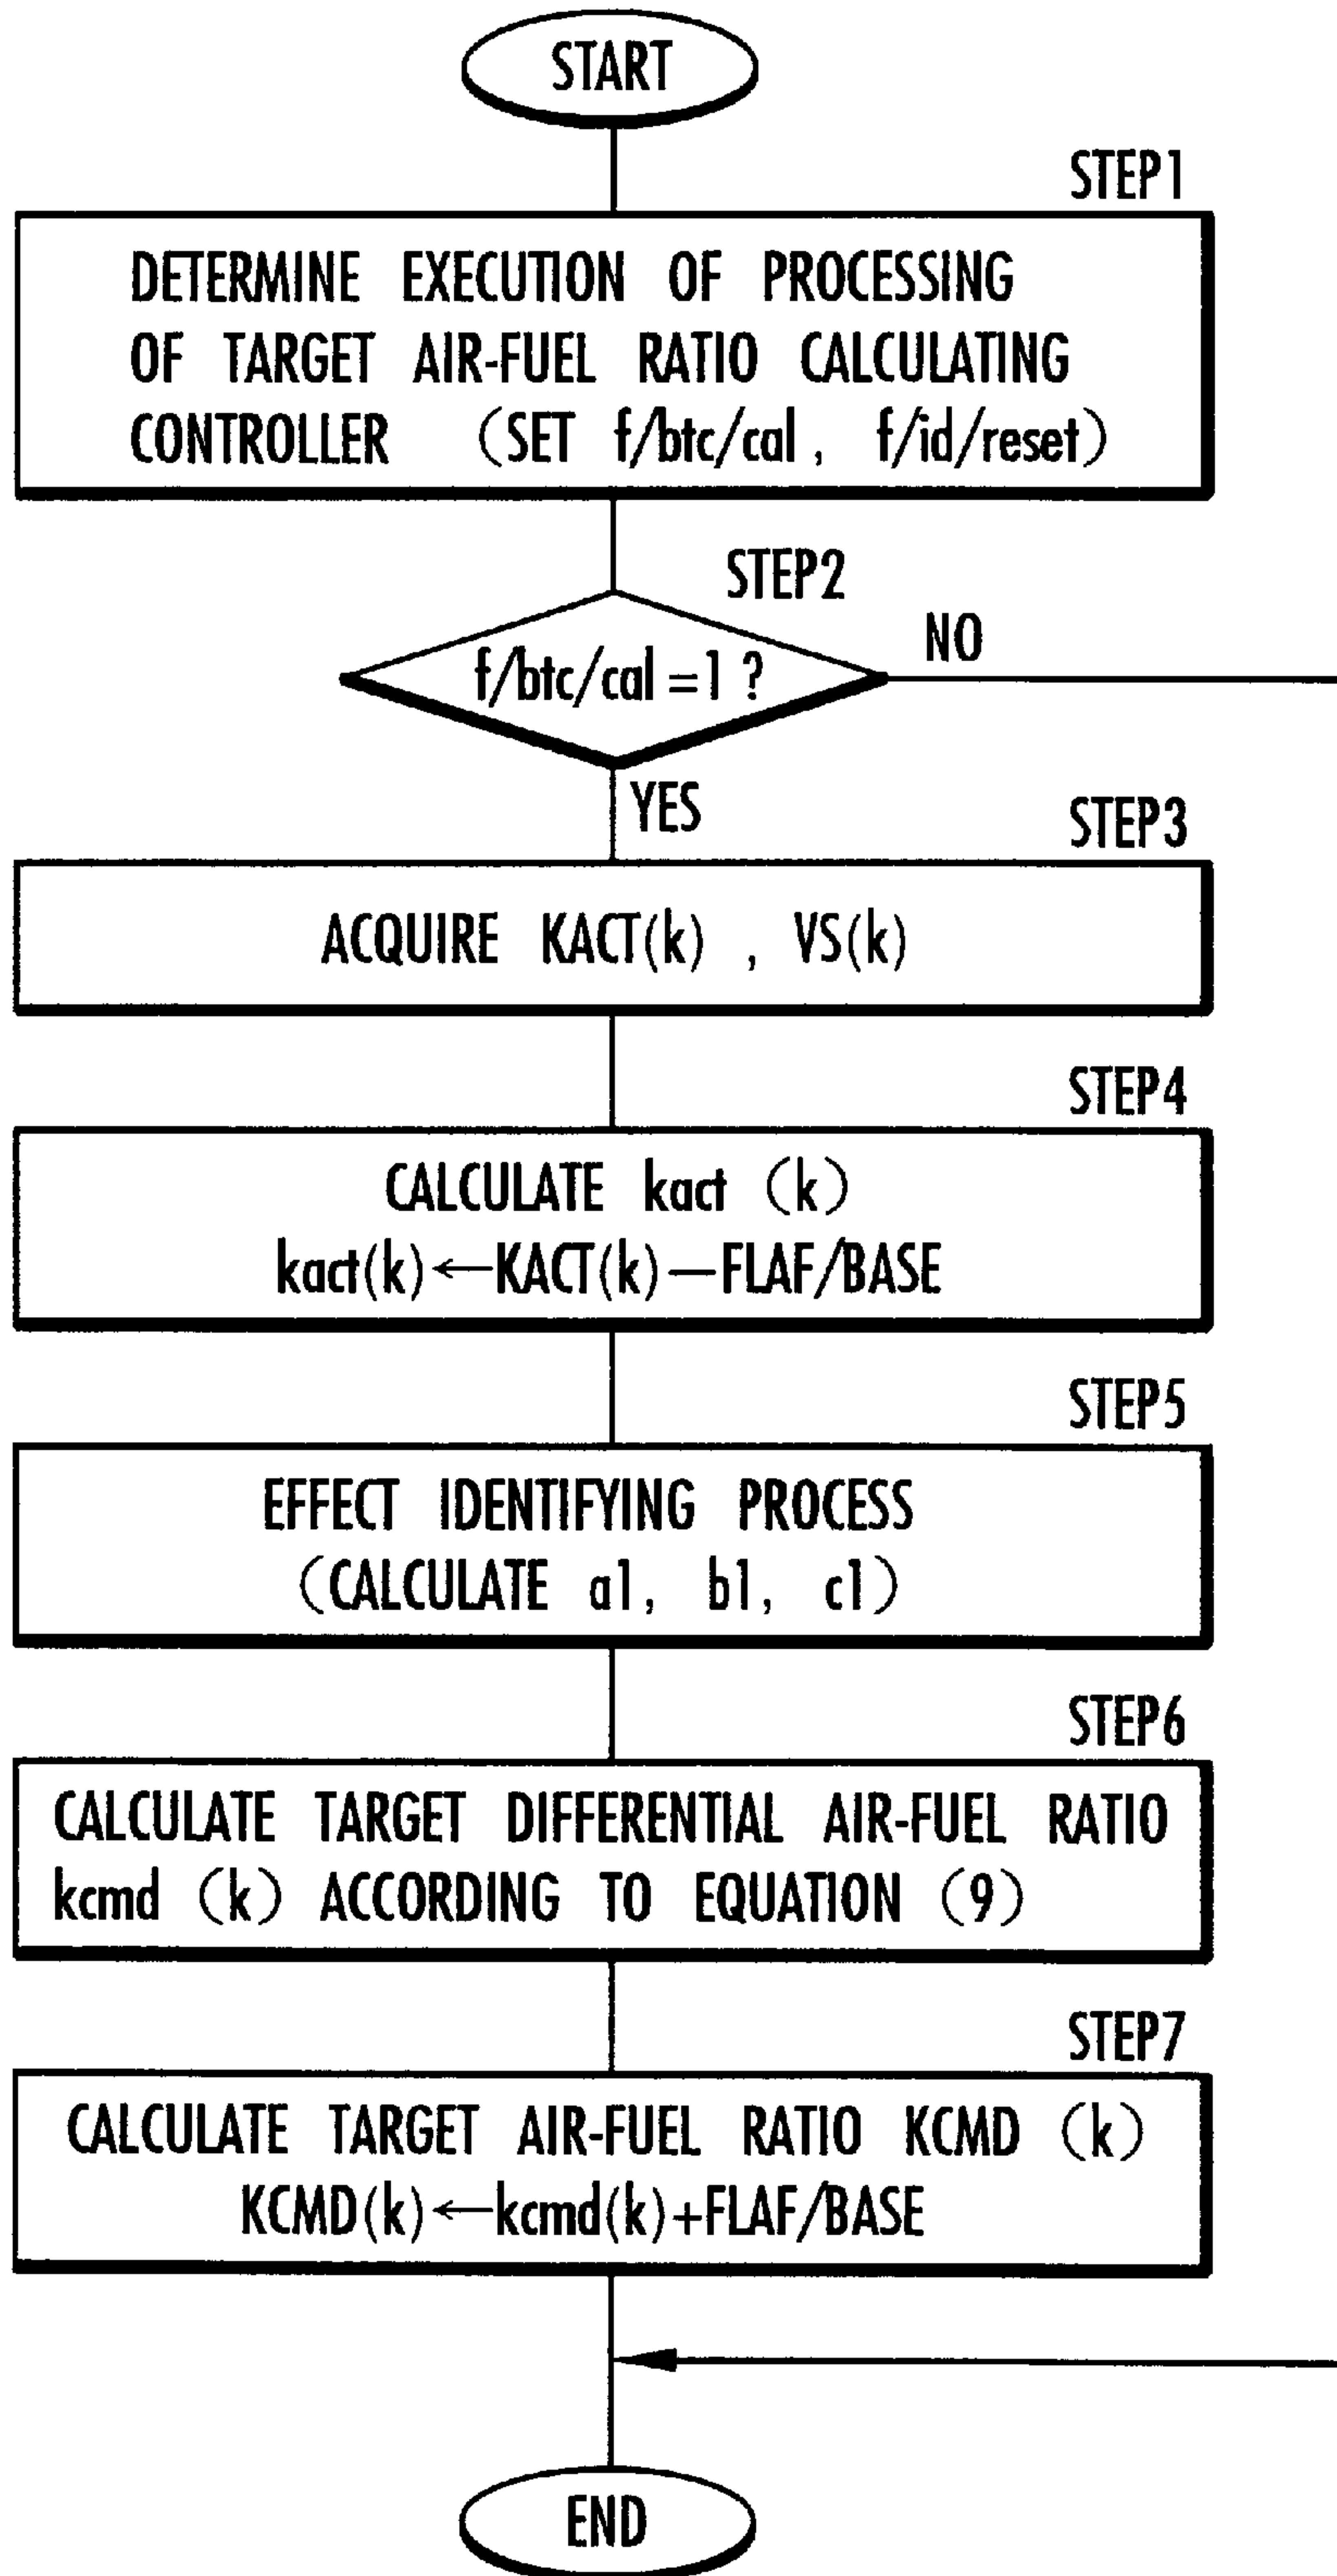 START
STEP1
DETERMINE EXECUTION OF PROCESSING
OF TARGET AIR-FUEL RATIO CALCULATING
CONTROLLER (SET f/btc/cal, f/id/reset)
STEP2
f/btc/cal=1 ?
NO
YES
STEP3
ACQUIRE KACT(k) , VS(k)
STEP4
CALCULATE kact (k)
kact(k)←KACT(k)—FLAF/BASE
STEP5
EFFECT IDENTIFYING PROCESS
(CALCULATE a1, b1, c1)
STEP6
CALCULATE TARGET DIFFERENTIAL AIR-FUEL RATIO
kcmd (k) ACCORDING TO EQUATION (9)
STEP7
CALCULATE TARGET AIR-FUEL RATIO KCMD (k)
KCMD(k)←kcmd(k)+FLAF/BASE
END